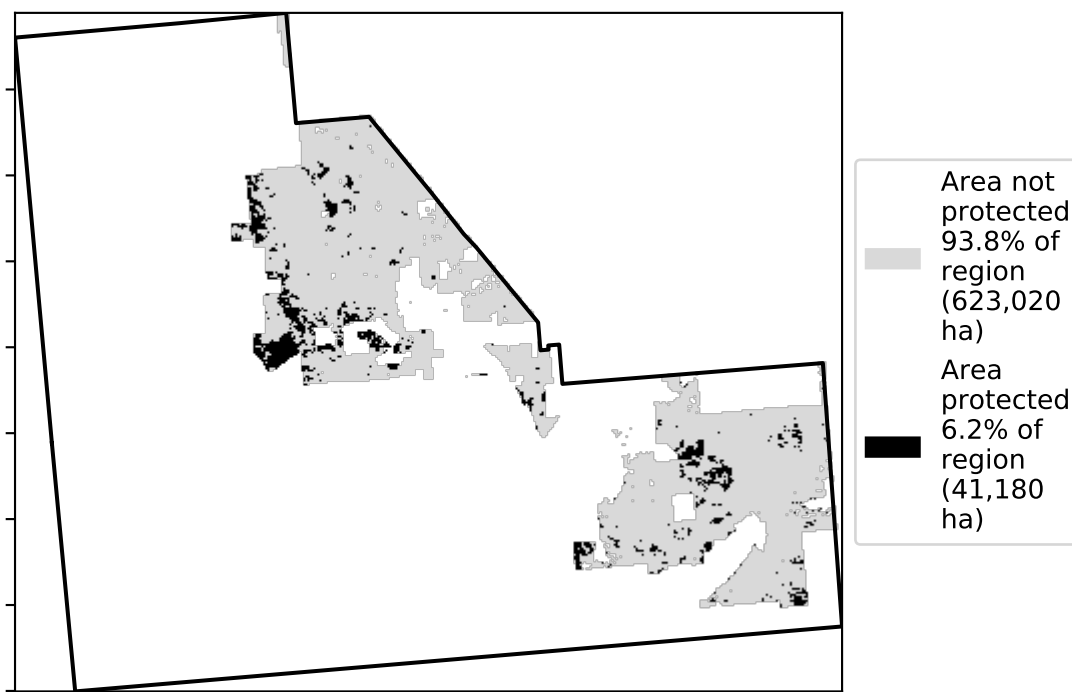 Area not
protected
93.8% of
region
(623,020
ha)
Area
protected
6.2% of
region
(41,180
ha)